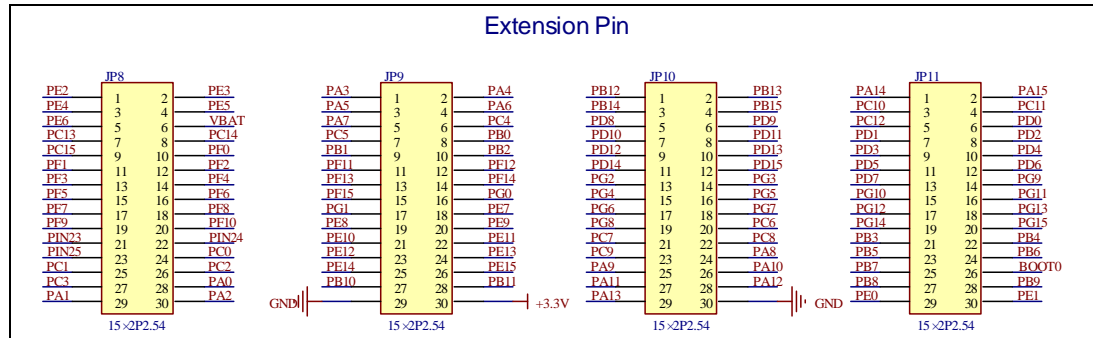 Extension Pin
JP8 JP9 JP10 JP11
PE2 1 2 PE3 PA3 1 2 PA4 PB12 1 2 PB13 PA14 1 2 PA15
PE4 3 4 PE5 PA5 3 4 PA6 PB14 3 4 PB15 PC10 3 4 PC11
PE6 5 6 VBAT PA7 5 6 PC4 PD8 5 6 PD9 PC12 5 6 PD0
PC13 7 8 PC14 PC5 7 8 PB0 PD10 7 8 PD11 PD1 7 8 PD2
PC15 9 10 PF0 PB1 9 10 PB2 PD12 9 10 PD13 PD3 9 10 PD4
PF1 11 12 PF2 PF11 11 12 PF12 PD14 11 12 PD15 PD5 11 12 PD6
PF3 13 14 PF4 PF13 13 14 PF14 PG2 13 14 PG3 PD7 13 14 PG9
PF5 15 16 PF6 PF15 15 16 PG0 PG4 15 16 PG5 PG10 15 16 PG11
PF7 17 18 PF8 PG1 17 18 PE7 PG6 17 18 PG7 PG12 17 18 PG13
PF9 19 20 PF10 PE8 19 20 PE9 PG8 19 20 PC6 PG14 19 20 PG15
PIN23 21 22 PIN24 PE10 21 22 PE11 PC7 21 22 PC8 PB3 21 22 PB4
PIN25 23 24 PC0 PE12 23 24 PE13 PC9 23 24 PA8 PB5 23 24 PB6
PC1 25 26 PC2 PE14 25 26 PE15 PA9 25 26 PA10 PB7 25 26 BOOT0
PC3 27 28 PA0 PB10 27 28 PB11 PA11 27 28 PA12 PB8 27 28 PB9
PA1 29 30 PA2 GND 29 30 +3.3V PA13 29 30 GND PE0 29 30 PE1
15×2P2.54 15×2P2.54 15×2P2.54 15×2P2.54